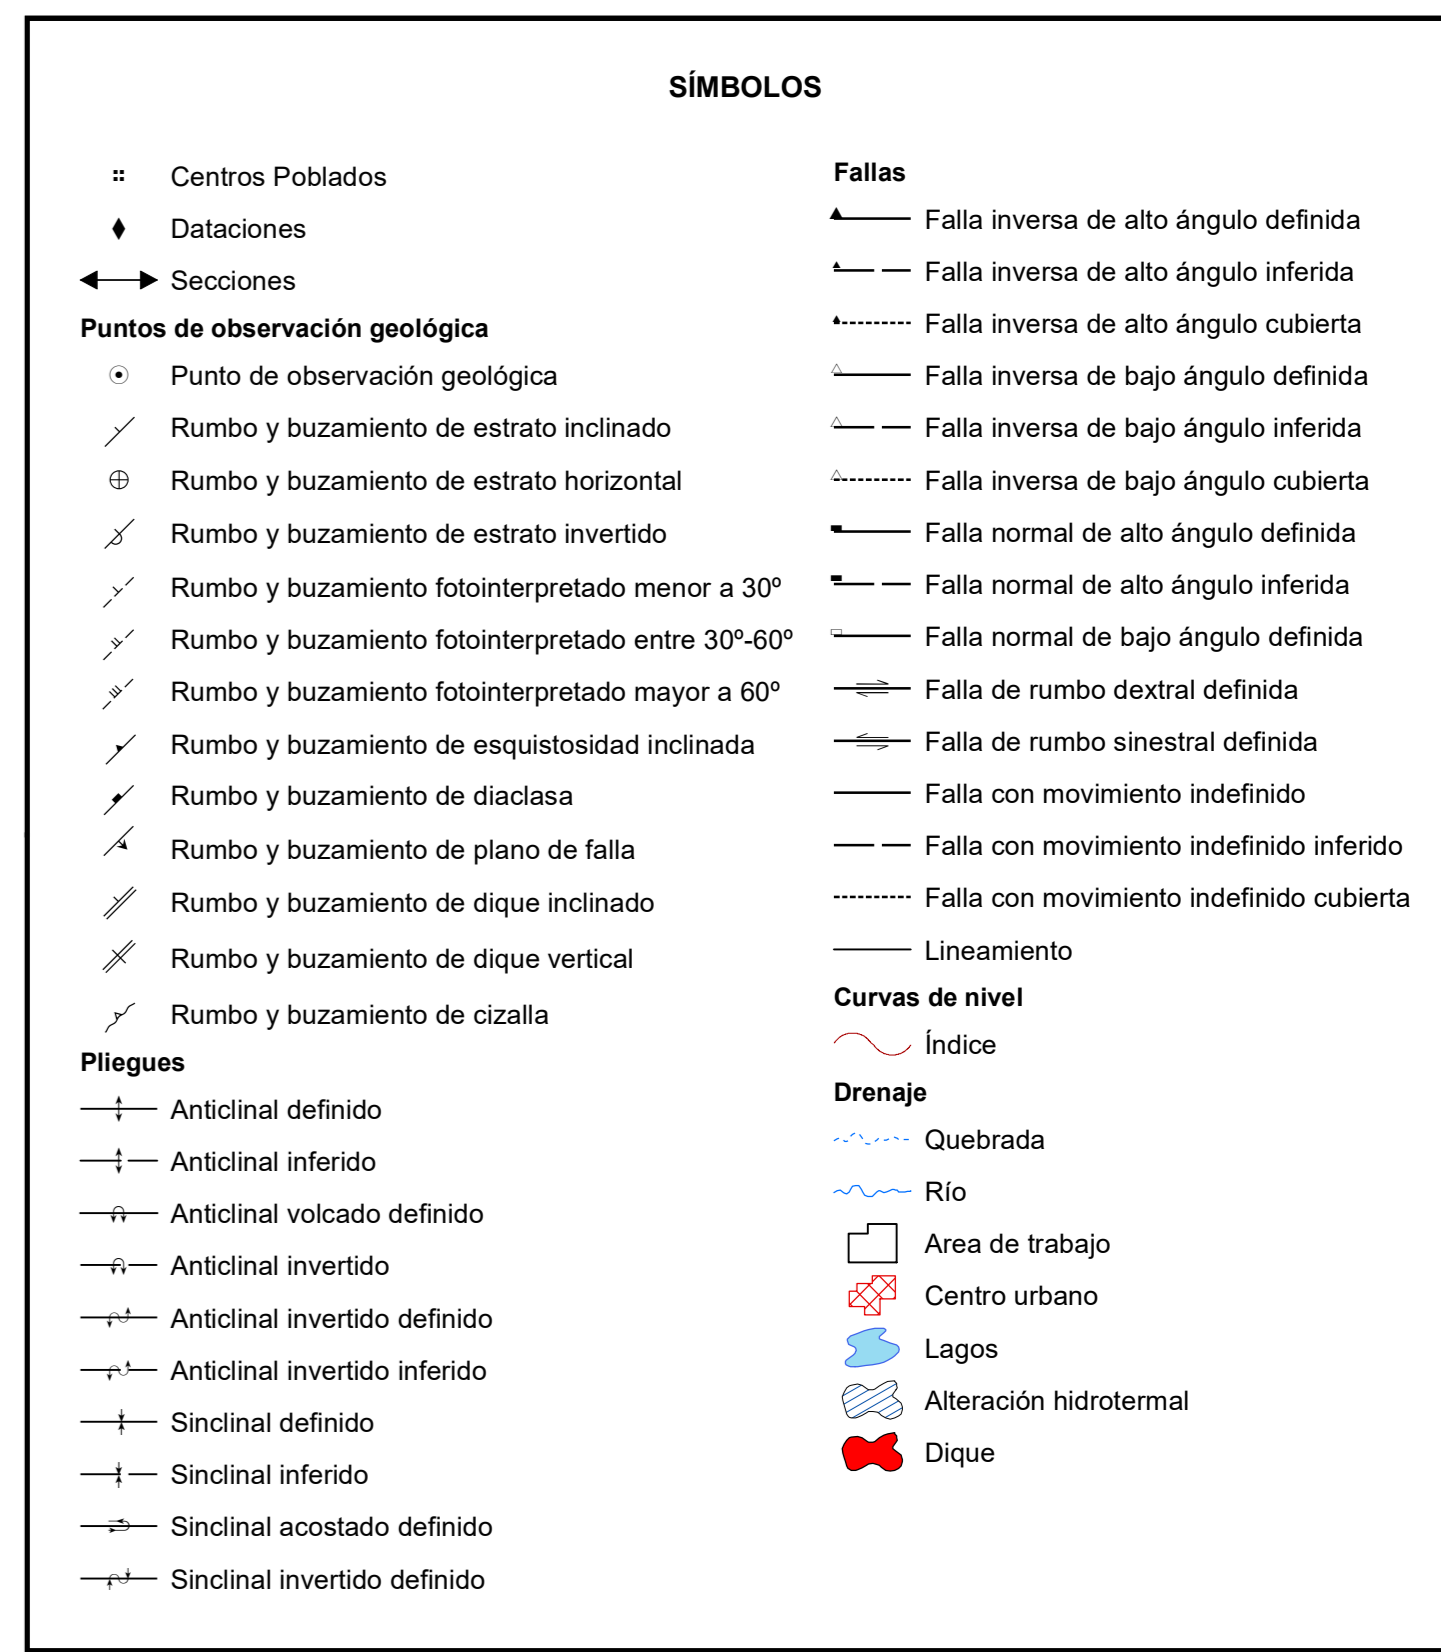 SÍMBOLOS
Centros Poblados
Dataciones
Secciones
Puntos de observación geológica
Punto de observación geológica
Rumbo y buzamiento de estrato inclinado
Rumbo y buzamiento de estrato horizontal
Rumbo y buzamiento de estrato invertido
Rumbo y buzamiento fotointerpretado menor a 30º
Rumbo y buzamiento fotointerpretado entre 30º-60º
Rumbo y buzamiento fotointerpretado mayor a 60º
Rumbo y buzamiento de esquistosidad inclinada
Rumbo y buzamiento de diaclasa
Rumbo y buzamiento de plano de falla
Rumbo y buzamiento de dique inclinado
Rumbo y buzamiento de dique vertical
Rumbo y buzamiento de cizalla
Pliegues
Anticlinal definido
Anticlinal inferido
Anticlinal volcado definido
Anticlinal invertido
Anticlinal invertido definido
Anticlinal invertido inferido
Sinclinal definido
Sinclinal inferido
Sinclinal acostado definido
Sinclinal invertido definido
Fallas
Falla inversa de alto ángulo definida
Falla inversa de alto ángulo inferida
Falla inversa de alto ángulo cubierta
Falla inversa de bajo ángulo definida
Falla inversa de bajo ángulo inferida
Falla inversa de bajo ángulo cubierta
Falla normal de alto ángulo definida
Falla normal de alto ángulo inferida
Falla normal de bajo ángulo definida
Falla de rumbo dextral definida
Falla de rumbo sinestral definida
Falla con movimiento indefinido
Falla con movimiento indefinido inferido
Falla con movimiento indefinido cubierta
Lineamiento
Curvas de nivel
Índice
Drenaje
Quebrada
Río
Area de trabajo
Centro urbano
Lagos
Alteración hidrotermal
Dique